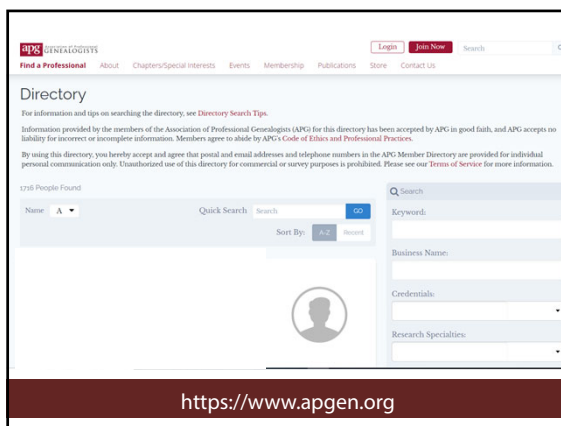 apg Association of Professional
GENEALOGISTS
Login Join Now Search
Find a Professional About Chapters/Special Interests Events Membership Publications Store Contact Us
Directory
For information and tips on searching the directory, see Directory Search Tips.
Information provided by the members of the Association of Professional Genealogists (APG) for this directory has been accepted by APG in good faith, and APG accepts no
liability for incorrect or incomplete information. Members agree to abide by APG's Code of Ethics and Professional Practices.
By using this directory, you hereby accept and agree that postal and email addresses and telephone numbers in the APG Member Directory are provided for individual
personal communication only. Unauthorized use of this directory for commercial or survey purposes is prohibited. Please see our Terms of Service for more information.
1716 People Found
Search
Name A Quick Search Search GO
Keyword:
Sort By: A-Z Recent
Business Name:
Credentials:
Research Specialties:
https://www.apgen.org